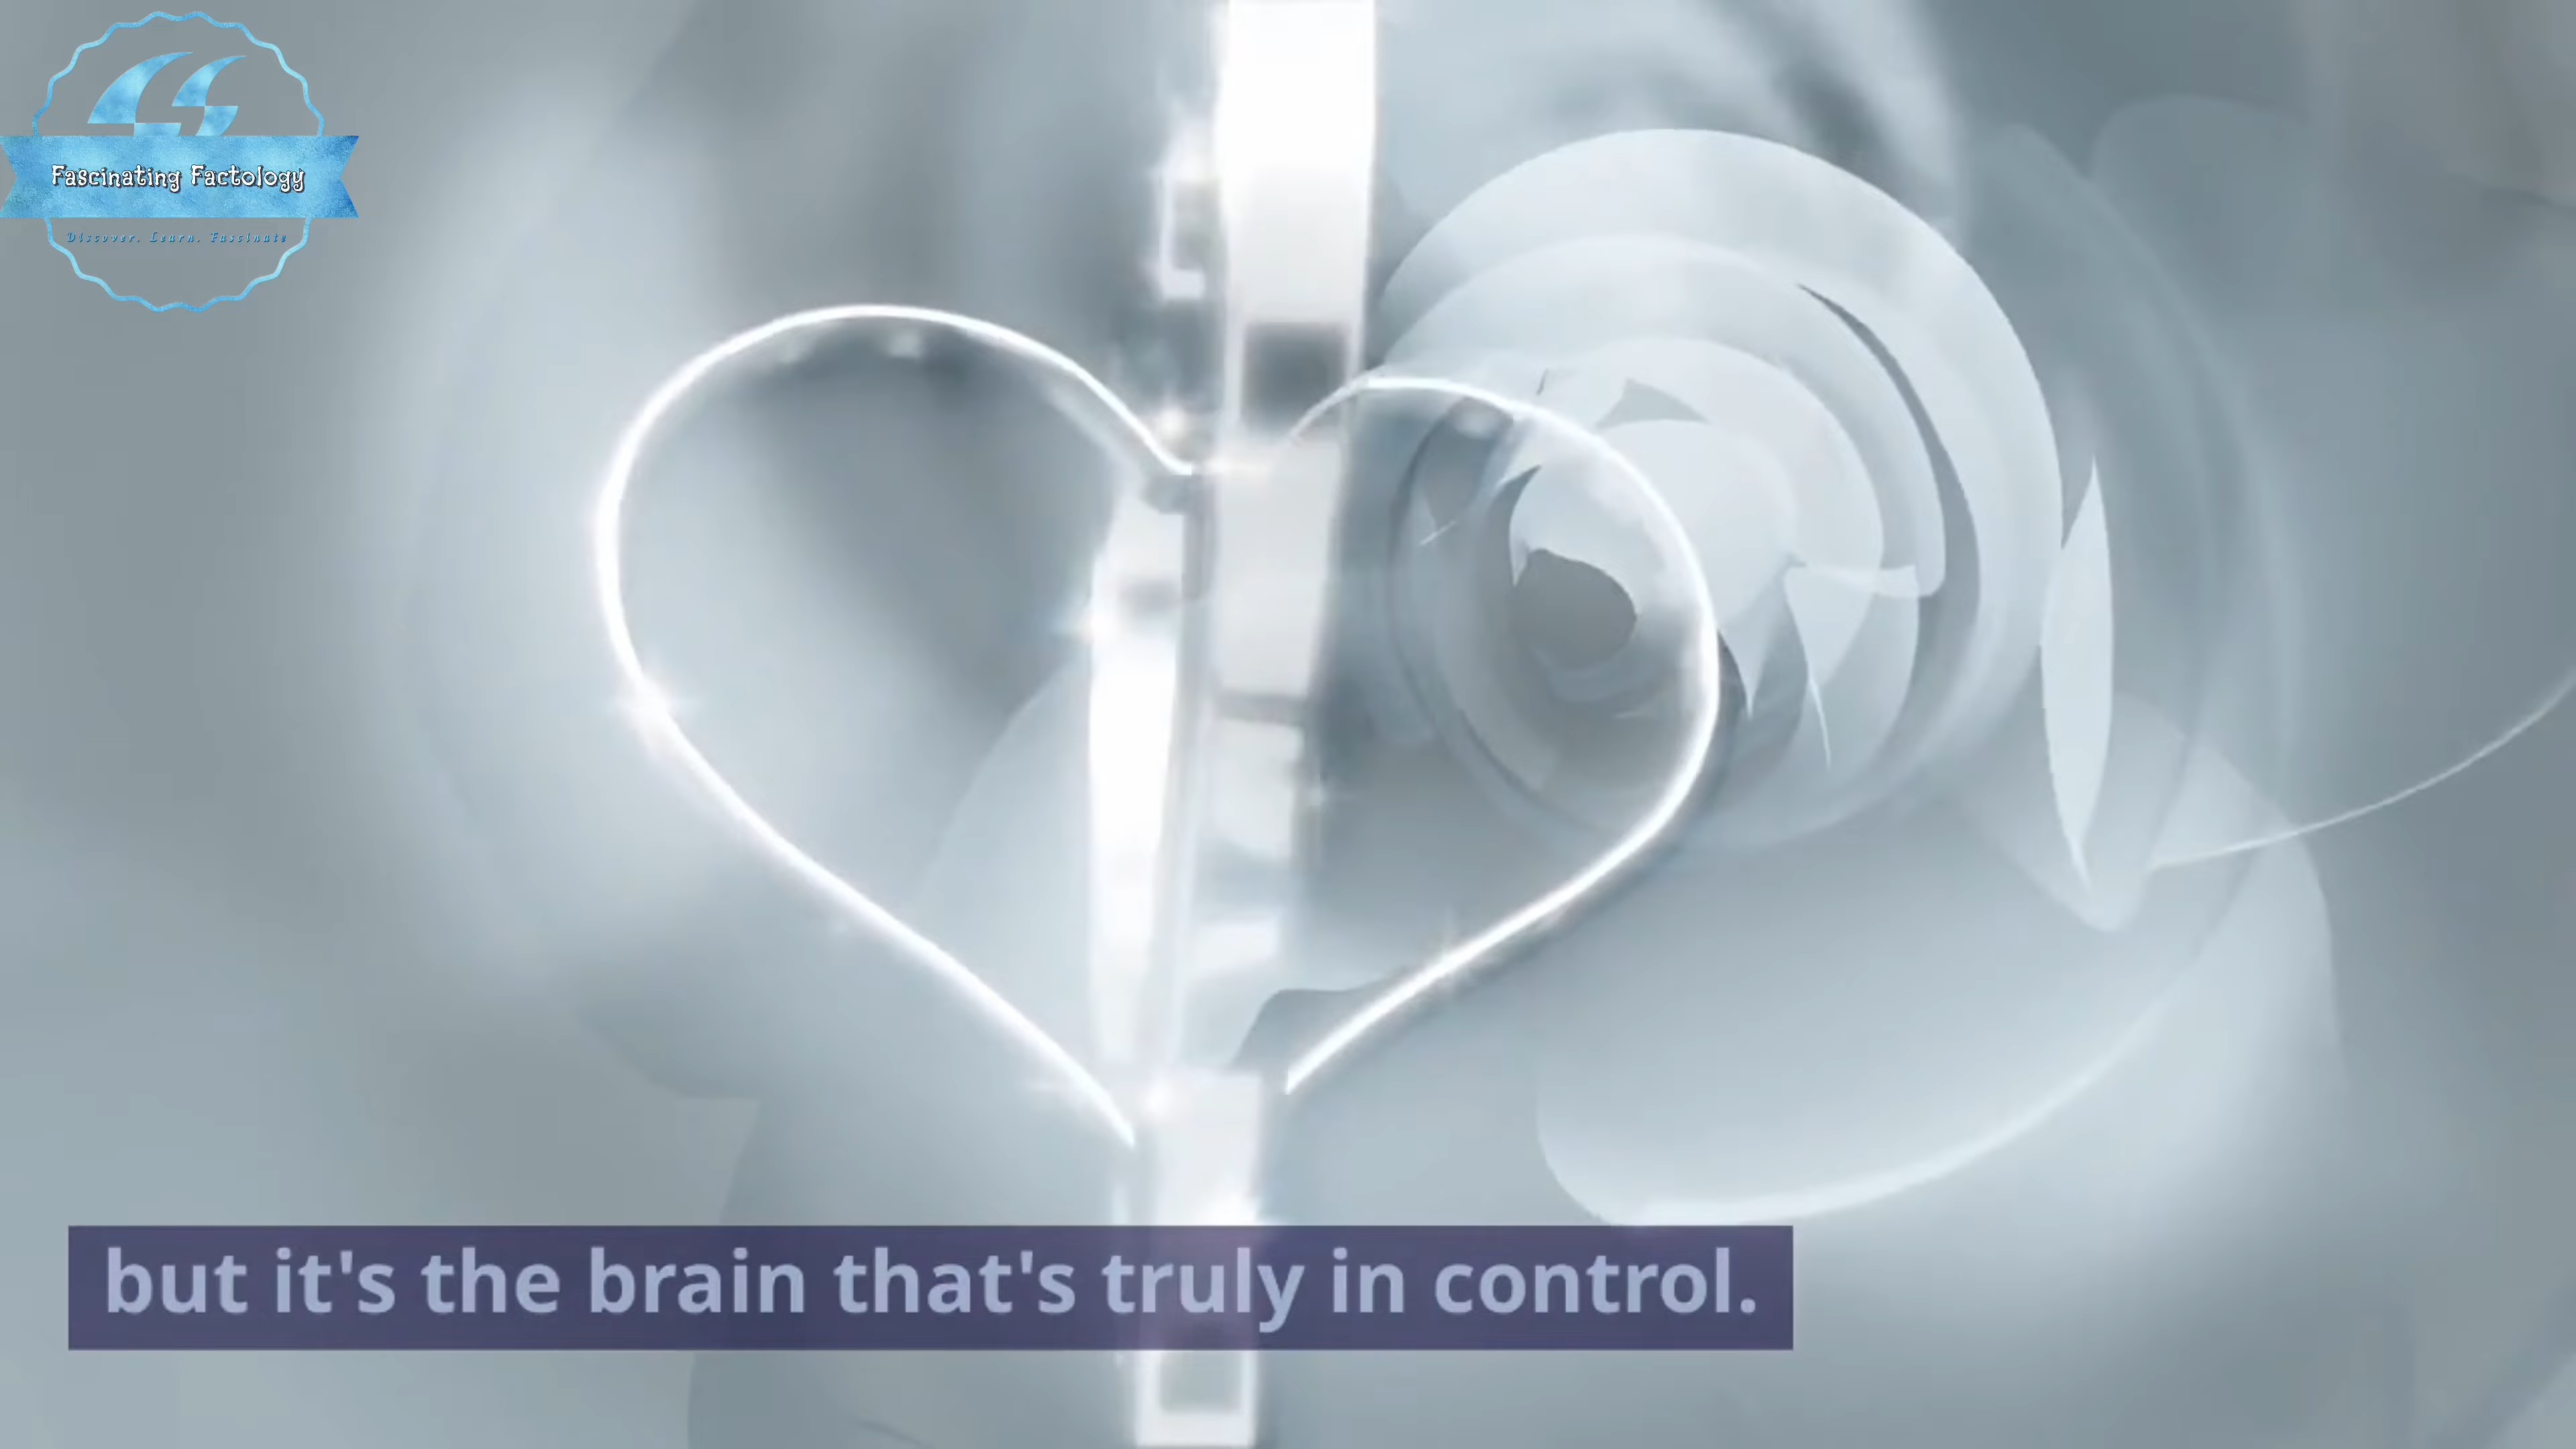 Fascinating Factology
Discover. Learn. Fascinate
but it's the brain that's truly in control.